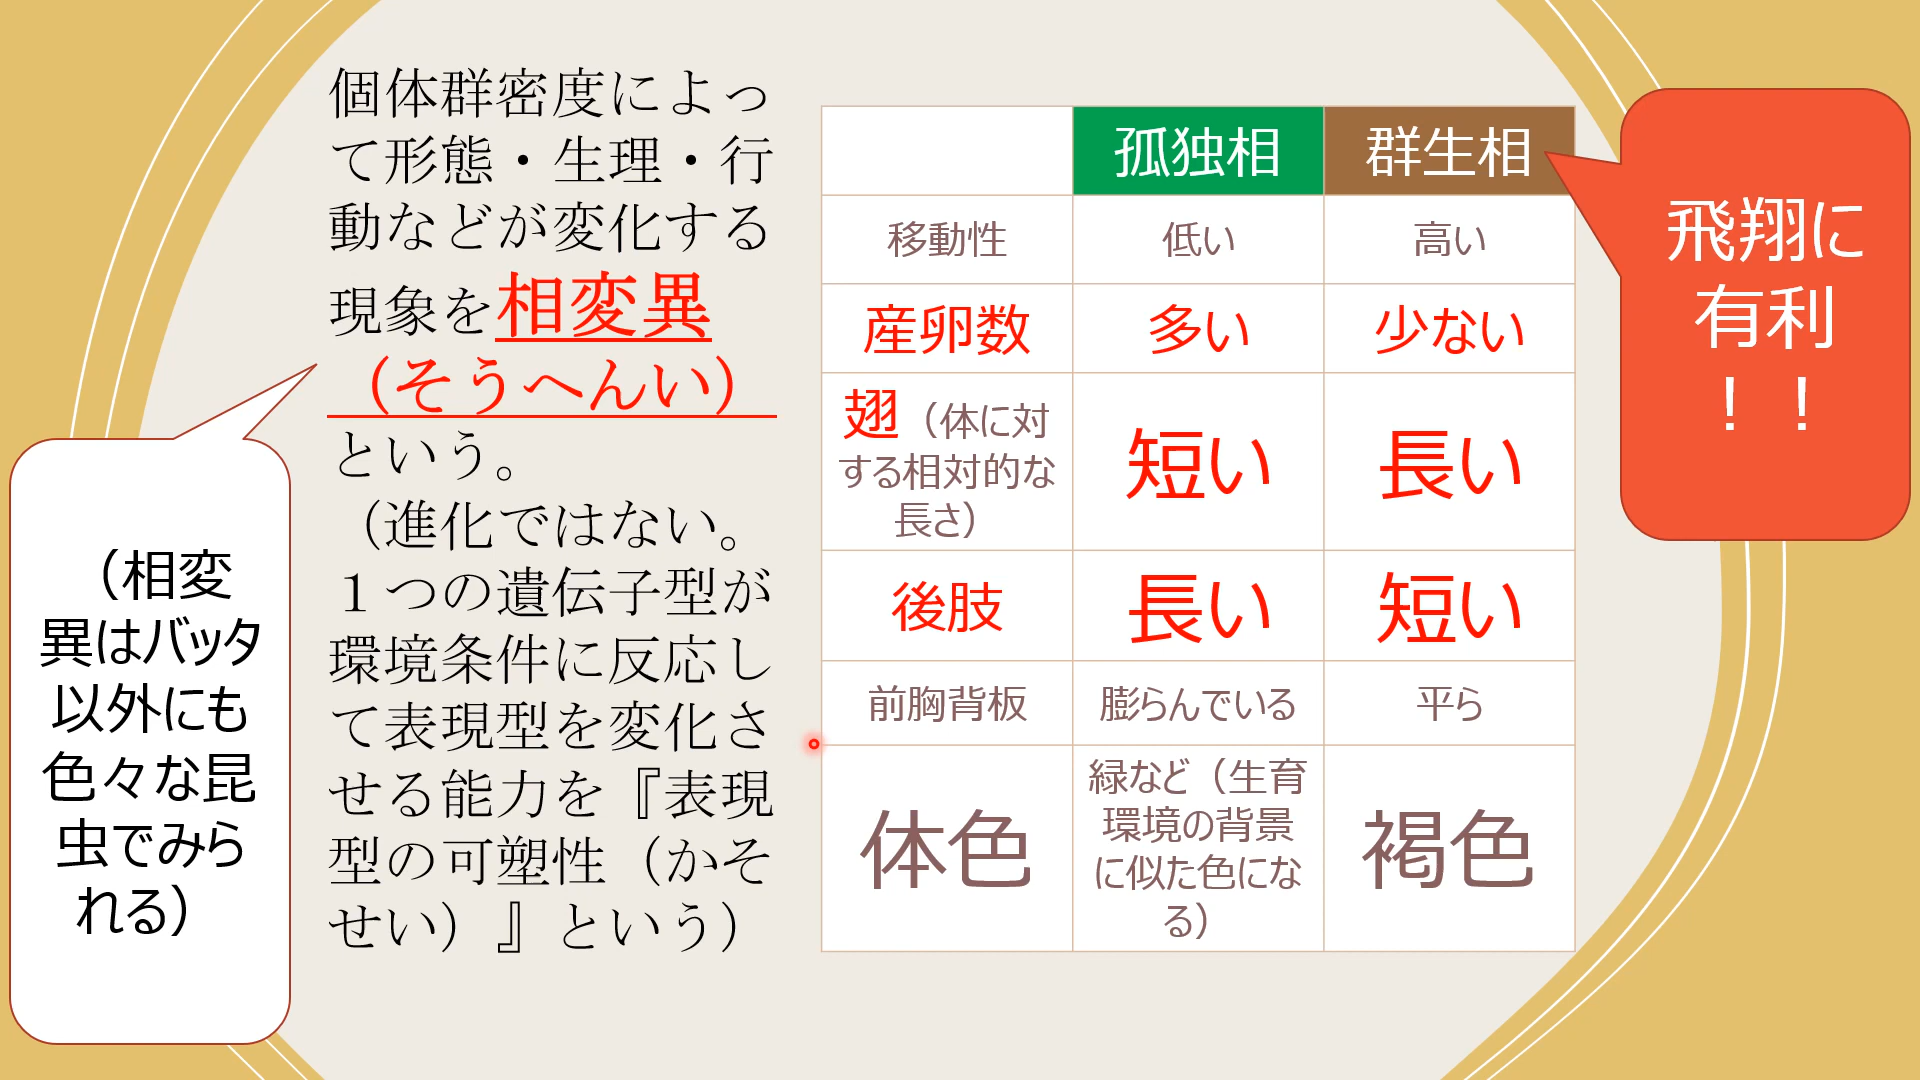 個体群密度によっ
て形態・生理・行
動などが変化する
現象を相変異
（そうへんい）
という。
（進化ではない。
１つの遺伝子型が
環境条件に反応し
て表現型を変化さ
せる能力を『表現
型の可塑性（かそ
せい）』という）
（相変
異はバッタ
以外にも
色々な昆
虫でみら
れる）
孤独相 群生相
移動性 低い 高い
産卵数 多い 少ない
翅（体に対
する相対的な
長さ）
短い 長い
後肢 長い 短い
前胸背板 膨らんでいる 平ら
体色
緑など（生育
環境の背景
に似た色にな
る）
褐色
飛翔に
有利
！！